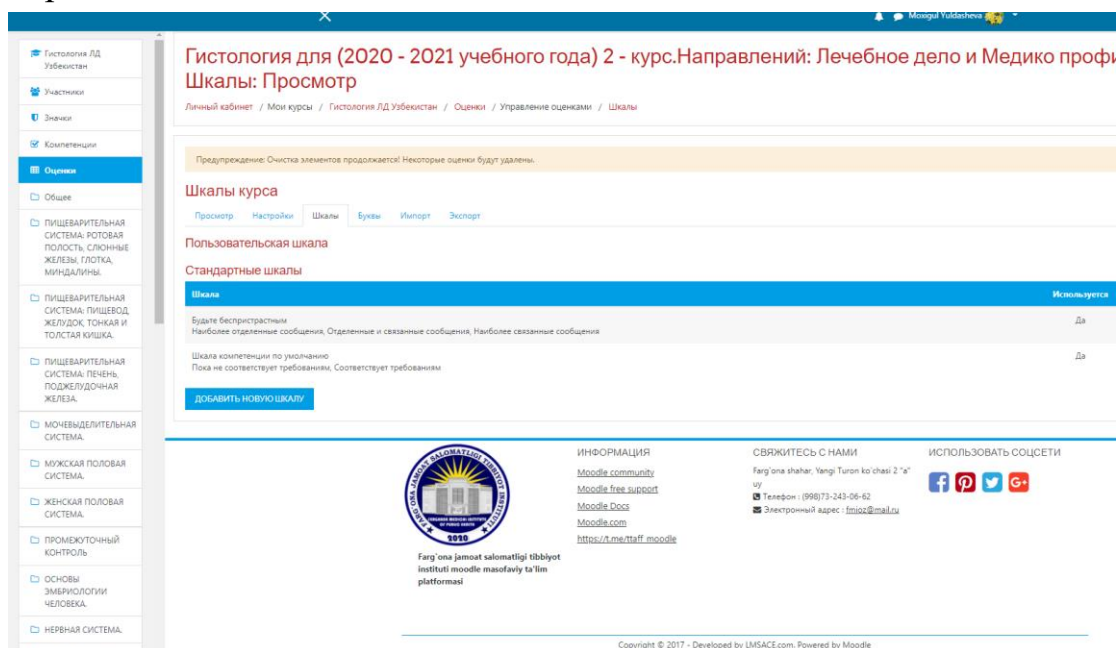 Moxigul Yuldasheva
Гистология ЛД
Узбекистан
Участники
Значки
Компетенции
Оценки
Общее
ПИЩЕВАРИТЕЛЬНАЯ
СИСТЕМА: РОТОВАЯ
ПОЛОСТЬ, СЛЮННЫЕ
ЖЕЛЕЗЫ, ГЛОТКА,
МИНДАЛИНЫ.
ПИЩЕВАРИТЕЛЬНАЯ
СИСТЕМА: ПИЩЕВОД,
ЖЕЛУДОК, ТОНКАЯ И
ТОЛСТАЯ КИШКА.
ПИЩЕВАРИТЕЛЬНАЯ
СИСТЕМА: ПЕЧЕНЬ,
ПОДЖЕЛУДОЧНАЯ
ЖЕЛЕЗА.
МОЧЕВЫДЕЛИТЕЛЬНАЯ
СИСТЕМА.
МУЖСКАЯ ПОЛОВАЯ
СИСТЕМА.
ЖЕНСКАЯ ПОЛОВАЯ
СИСТЕМА.
ПРОМЕЖУТОЧНЫЙ
КОНТРОЛЬ
ОСНОВЫ
ЭМБРИОЛОГИИ
ЧЕЛОВЕКА.
НЕРВНАЯ СИСТЕМА.
Гистология для (2020 - 2021 учебного года) 2 - курс.Направлений: Лечебное дело и Медико профи
Шкалы: Просмотр
Личный кабинет / Мои курсы / Гистология ЛД Узбекистан / Оценки / Управление оценками / Шкалы
Предупреждение: Очистка элементов продолжается! Некоторые оценки будут удалены.
Шкалы курса
Просмотр Настройки Шкалы Буквы Импорт Экспорт
Пользовательская шкала
Стандартные шкалы
Шкала Используется
Будьте беспристрастным Да
Наиболее отделенные сообщения, Отделенные и связанные сообщения, Наиболее связанные сообщения
Шкала компетенции по умолчанию Да
Пока не соответствует требованиям, Соответствует требованиям
ДОБАВИТЬ НОВУЮ ШКАЛУ
2020
Farg`ona jamoat salomatligi tibbiyot
instituti moodle masofaviy ta'lim
platformasi
ИНФОРМАЦИЯ
Moodle community
Moodle free support
Moodle Docs
Moodle.com
https://t.me/ttaff_moodle
СВЯЖИТЕСЬ С НАМИ
Farg'ona shahar, Yangi Turon ko'chasi 2 "a"
uy
Телефон : (998)73-243-06-62
Электронный адрес : fmioz@mail.ru
ИСПОЛЬЗОВАТЬ СОЦСЕТИ
Copyright © 2017 - Developed by LMSACE.com. Powered by Moodle